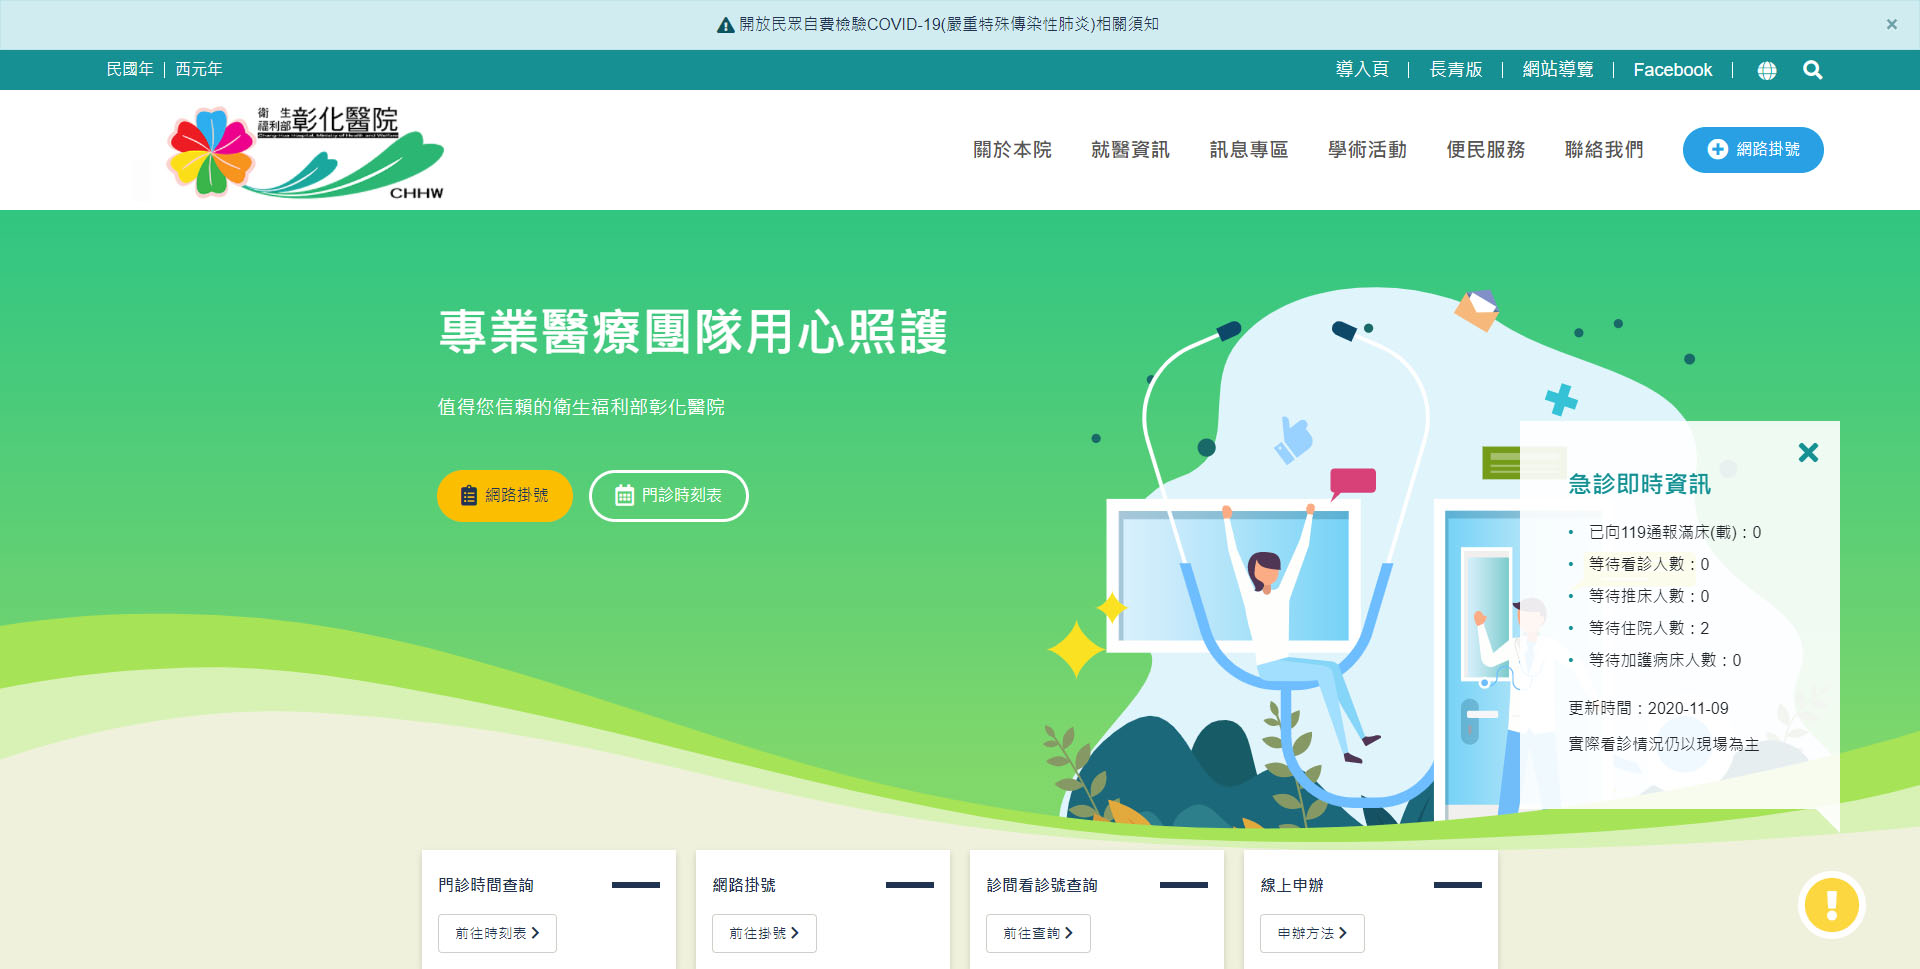 開放民眾自費檢驗COVID-19(嚴重特殊傳染性肺炎)相關須知
×
民國年 | 西元年
導入頁 | 長青版 | 網站導覽 | Facebook |
衛生福利部彰化醫院
CHHW
關於本院 就醫資訊 訊息專區 學術活動 便民服務 聯絡我們 網路掛號
專業醫療團隊用心照護
值得您信賴的衛生福利部彰化醫院
網路掛號 門診時刻表
急診即時資訊
• 已向119通報滿床(載)：0
• 等待看診人數：0
• 等待推床人數：0
• 等待住院人數：2
• 等待加護病床人數：0
更新時間：2020-11-09
實際看診情況仍以現場為主
門診時間查詢
前往時刻表
網路掛號
前往掛號
診間看診號查詢
前往查詢
線上申辦
申辦方法